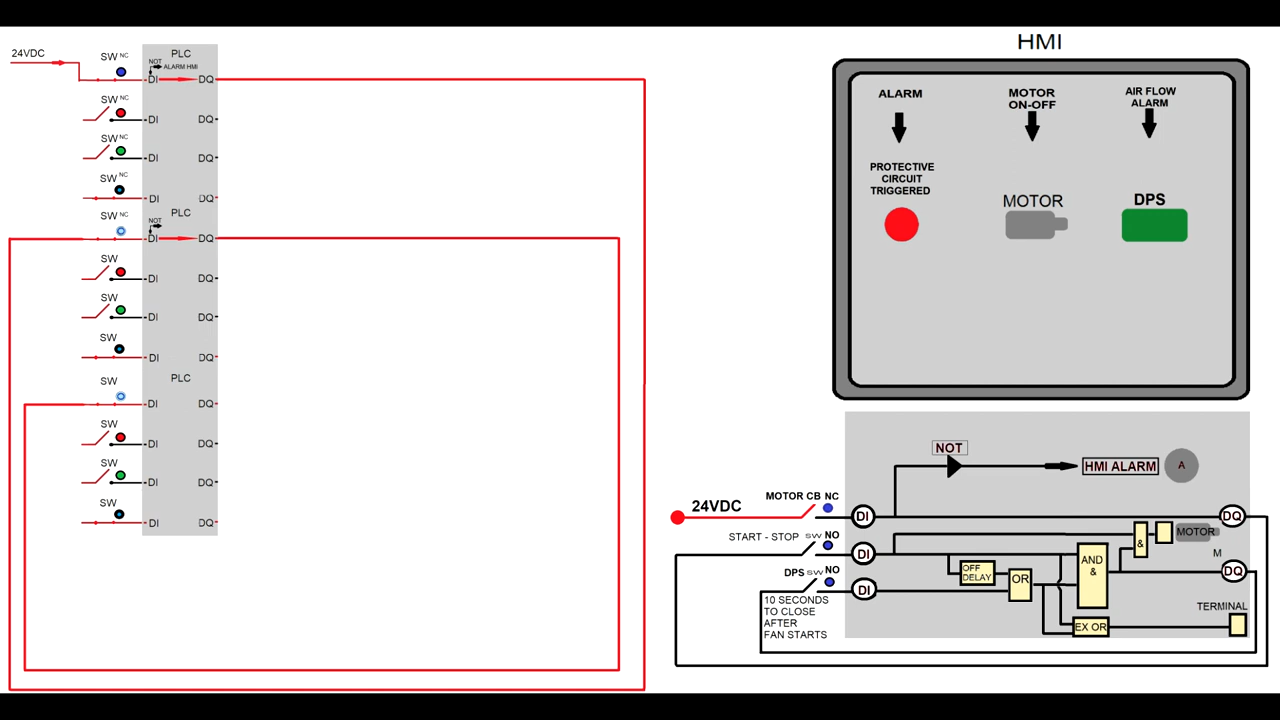 24VDC
SW NC
PLC
NOT
ALARM HMI
DI
DQ
SW NC
DI
DQ
SW NC
DI
DQ
SW NC
DI
DQ
SW NC
PLC
NOT
DI
DQ
SW
DI
DQ
SW
DI
DQ
SW
DI
DQ
SW
PLC
DI
DQ
SW
DI
DQ
SW
DI
DQ
SW
DI
DQ
HMI
ALARM
MOTOR
ON-OFF
AIR FLOW
ALARM
PROTECTIVE
CIRCUIT
TRIGGERED
MOTOR
DPS
NOT
HMI ALARM
A
24VDC
MOTOR CB NC
DI
DQ
START - STOP SW NO
DI
&
MOTOR
M
AND
&
DQ
DPS SW NO
OFF
DELAY
OR
DI
10 SECONDS
TO CLOSE
AFTER
FAN STARTS
TERMINAL
EX OR